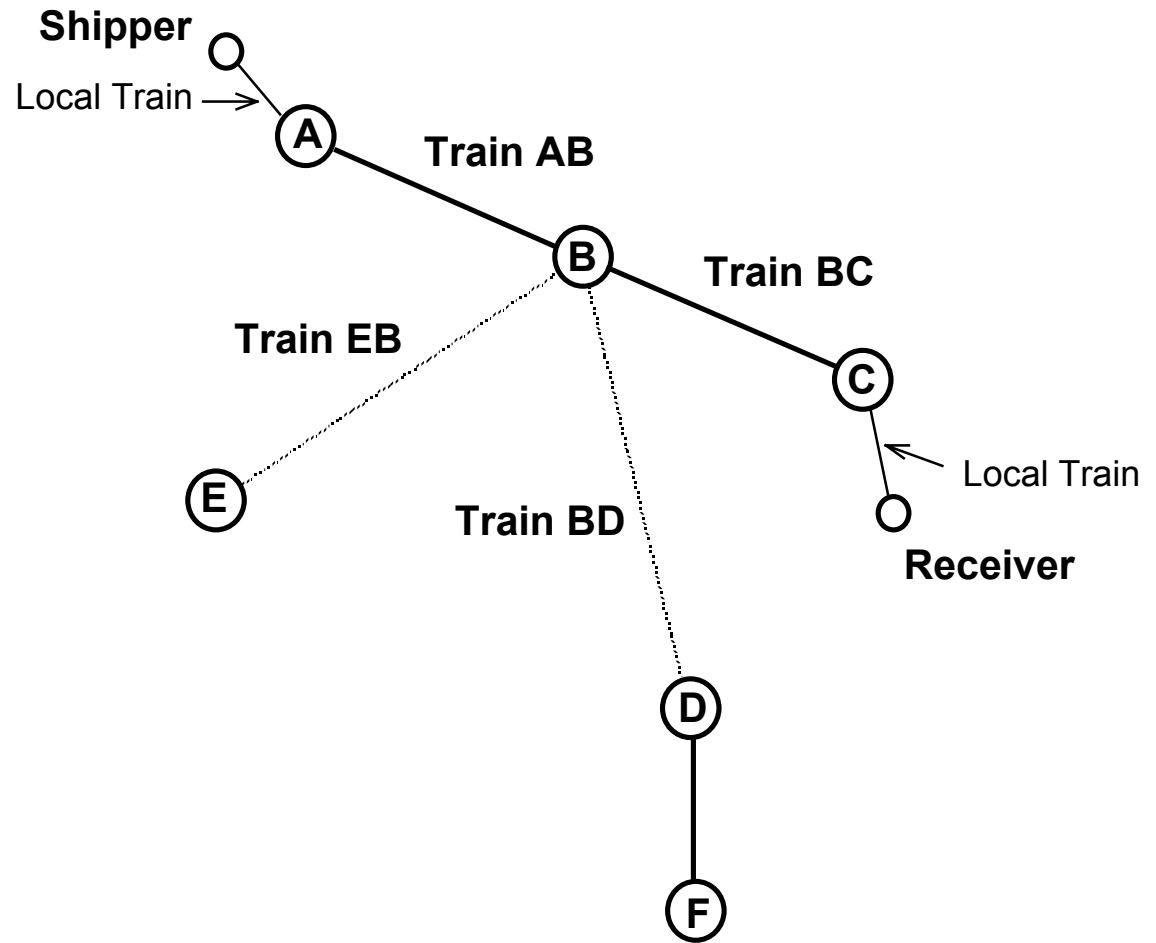 Shipper
Local Train
A
Train AB
B
Train BC
Train EB
C
E
Local Train
Train BD
Receiver
D
F